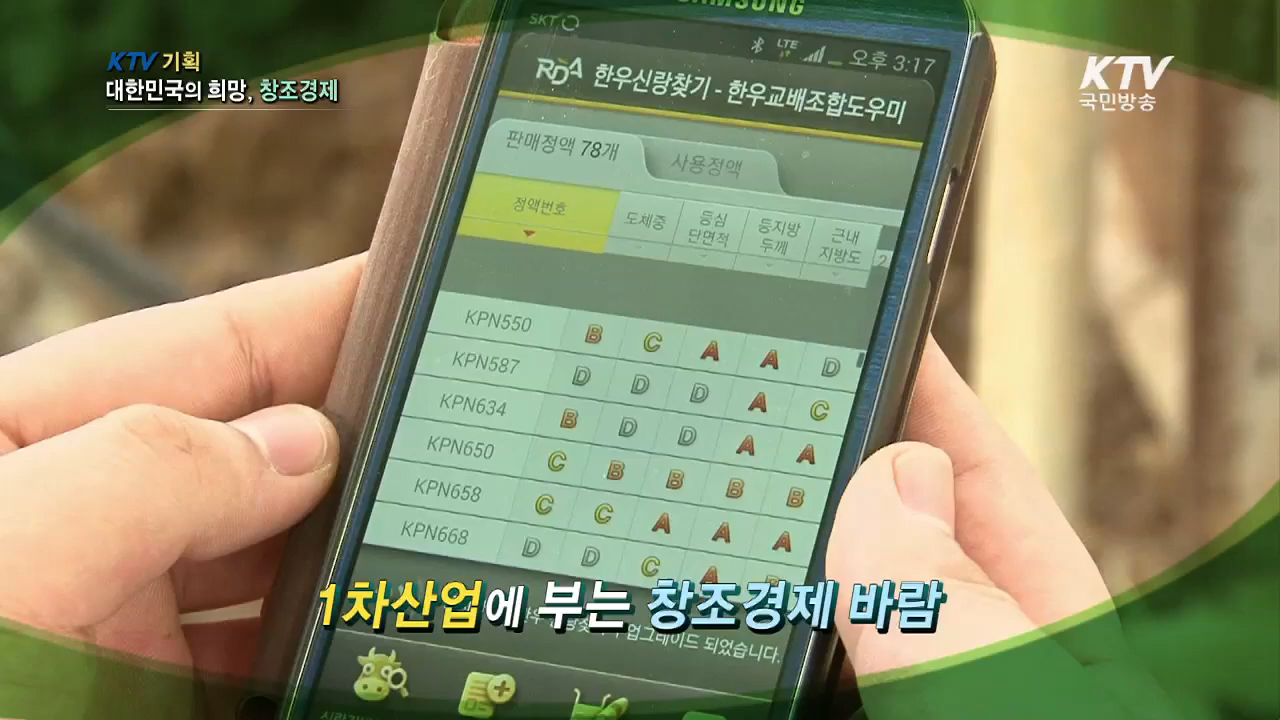 SAMSUNG
SKT
LTE 오후 3:17
KTV 기획
대한민국의 희망, 창조경제
KTV
국민방송
RDA 한우신랑찾기 - 한우교배조합도우미
판매정액 78개 사용정액
정액번호 도체중 등심단면적 등지방두께 근내지방도 2
KPN550 B C A A D
KPN587 D D D A C
KPN634 B D D A A
KPN650 C B B B B
KPN658 C C A A A
KPN668 D D C A
1차산업에 부는 창조경제 바람
업그레이드 되었습니다.